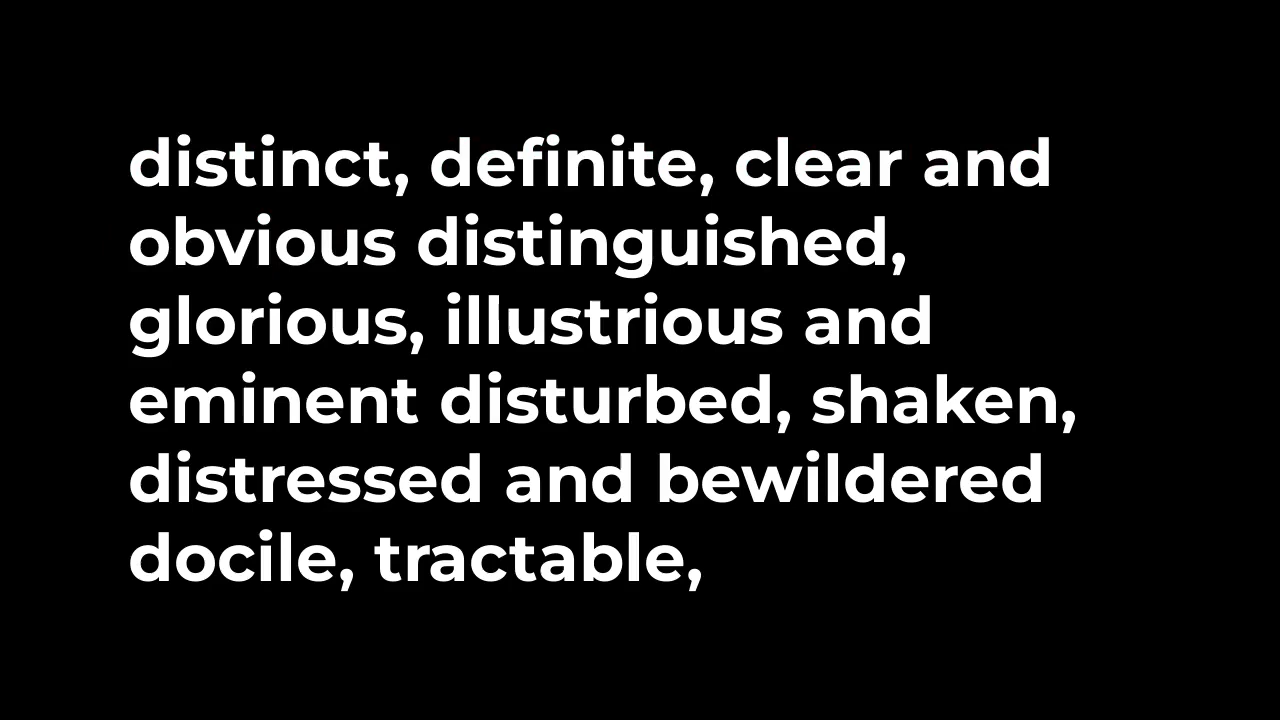 distinct, definite, clear and
obvious distinguished,
glorious, illustrious and
eminent disturbed, shaken,
distressed and bewildered
docile, tractable,